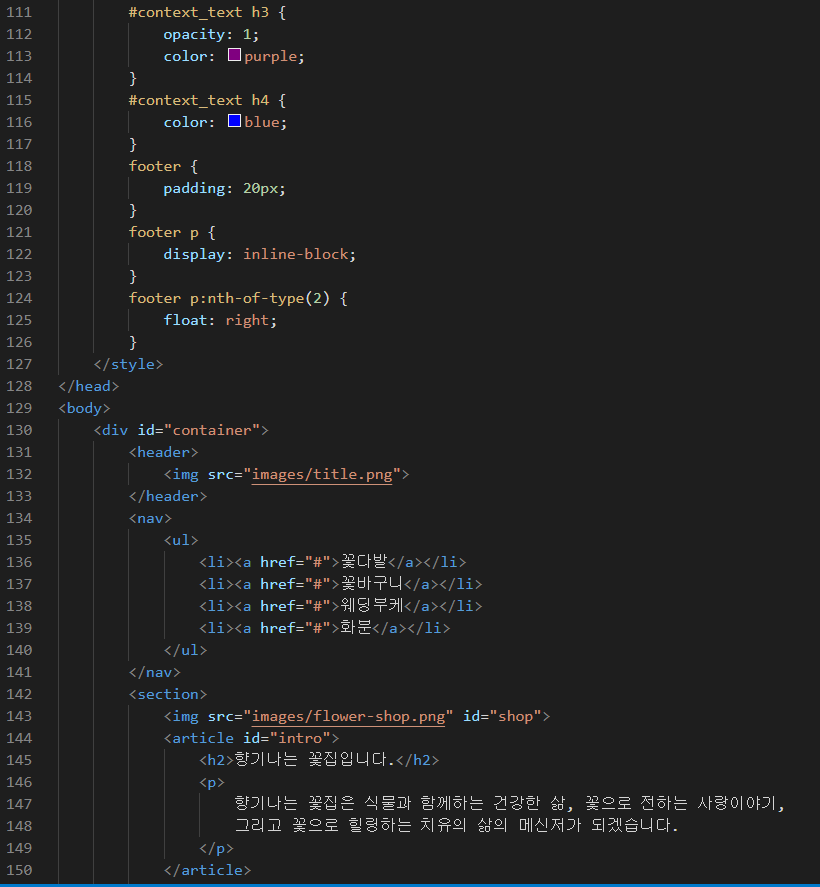 111 #context_text h3 {
112 opacity: 1;
113 color: purple;
114 }
115 #context_text h4 {
116 color: blue;
117 }
118 footer {
119 padding: 20px;
120 }
121 footer p {
122 display: inline-block;
123 }
124 footer p:nth-of-type(2) {
125 float: right;
126 }
127 </style>
128 </head>
129 <body>
130 <div id="container">
131 <header>
132 <img src="images/title.png">
133 </header>
134 <nav>
135 <ul>
136 <li><a href="#">꽃다발</a></li>
137 <li><a href="#">꽃바구니</a></li>
138 <li><a href="#">웨딩부케</a></li>
139 <li><a href="#">화분</a></li>
140 </ul>
141 </nav>
142 <section>
143 <img src="images/flower-shop.png" id="shop">
144 <article id="intro">
145 <h2>향기나는 꽃집입니다.</h2>
146 <p>
147 향기나는 꽃집은 식물과 함께하는 건강한 삶, 꽃으로 전하는 사랑이야기,
148 그리고 꽃으로 힐링하는 치유의 삶의 메신저가 되겠습니다.
149 </p>
150 </article>